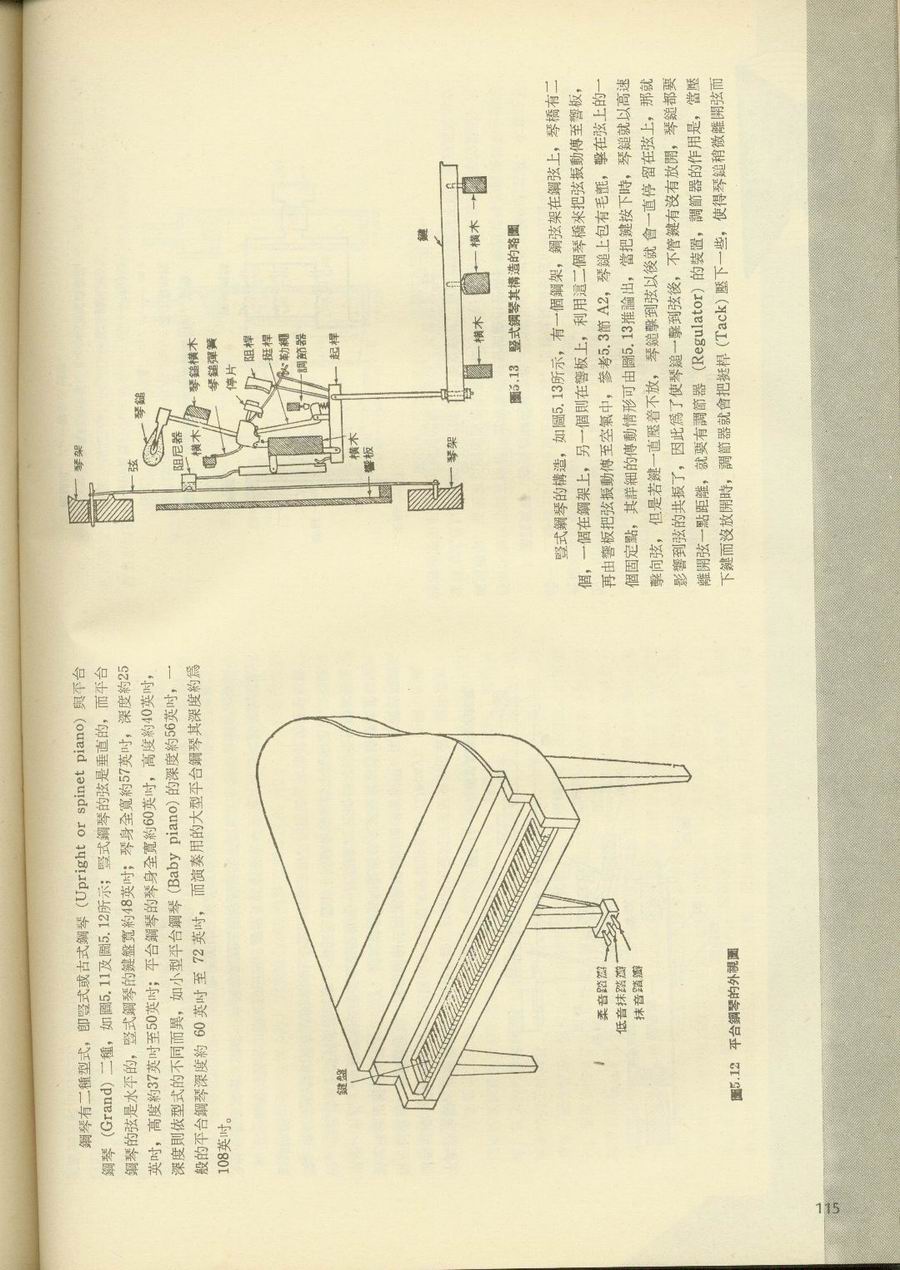 鋼琴有二種型式，卽豎式或古式鋼琴（Upright or spinet piano）與平台
鋼琴（Grand）二種，如圖5.11及圖5.12所示；豎式鋼琴的弦是垂直的，而平台
鋼琴的弦是水平的，豎式鋼琴的鍵盤寬約48英吋；琴身全寬約57英吋，深度約25
英吋，高度約37英吋至50英吋；平台鋼琴的琴身全寬約60英吋，高度約40英吋，
深度則依型式的不同而異，如小型平台鋼琴（Baby piano）的深度約56英吋，一
般的平台鋼琴深度約 60 英吋 至 72 英吋，而演奏用的大型平台鋼琴其深度約爲
108英吋。
鍵盤
柔音踏瓣
低音抹踏瓣
抹音踏瓣
圖5.12 平台鋼琴的外視圖
琴架
弦
琴鎚
阻尼器
橫木
琴鎚橫木
琴鎚彈簧
停片
阻桿
挺桿
勒繩
調節器
起桿
橫木
響板
琴架
鍵
橫木
橫木
橫木
圖5.13 豎式鋼琴其構造的略圖
豎式鋼琴的構造，如圖5.13所示，有一個鋼架，鋼弦架在鋼弦上，琴橋有二
個，一個在鋼架上，另一個則在響板上，利用這二個琴橋來把弦振動傳至響板，
再由響板把弦振動傳至空氣中，參考5.3節 A2，琴鎚上包有毛氈，擊在弦上的一
個固定點，其詳細的傳動情形可由圖5.13推論出，當把鍵按下時，琴鎚就以高速
擊向弦，但是若鍵一直壓着不放，琴鎚擊到弦以後就會一直停留在弦上，那就
影響到弦的共振了，因此爲了使琴鎚一擊到弦後，不管鍵有沒有放開，琴鎚都要
離開弦一點距離，就要有調節器（Regulator）的裝置，調節器的作用是，當壓
下鍵而沒放開時，調節器就會把挺桿（Tack）壓下一些，使得琴鎚稍微離開弦而
115